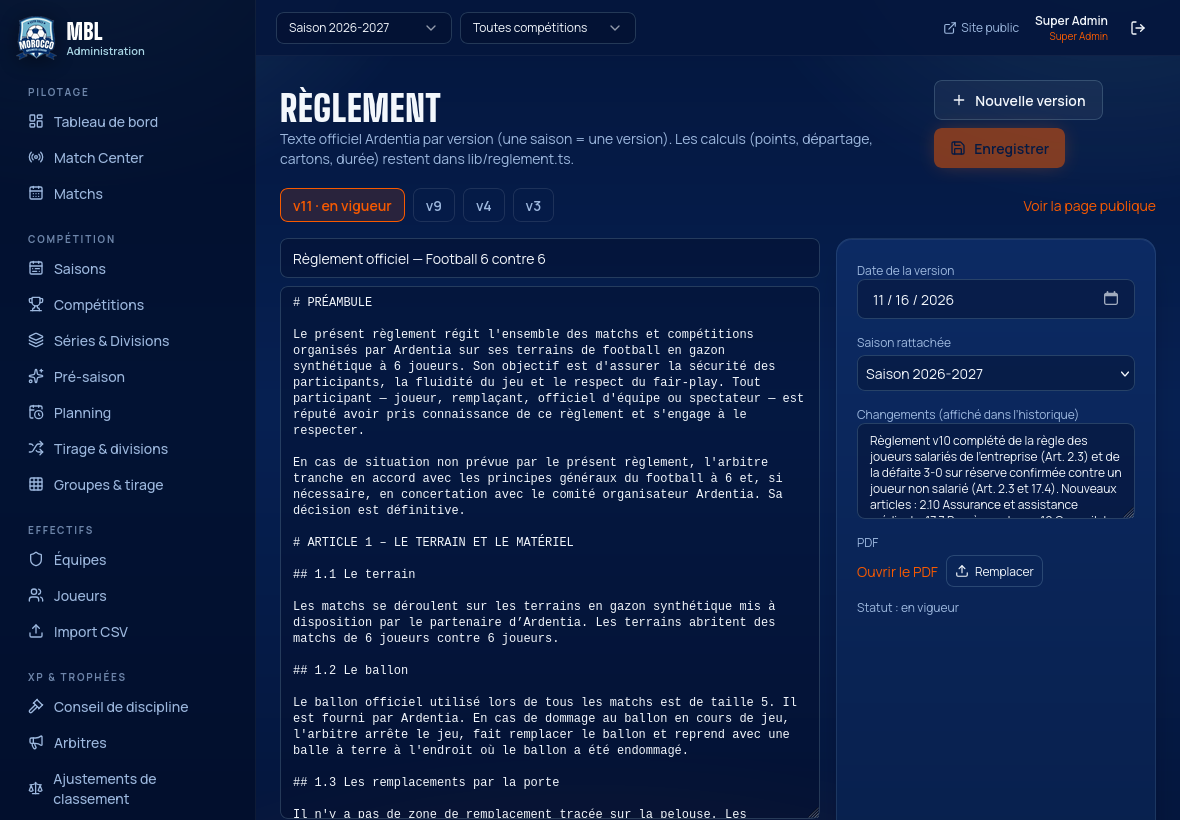 MBL
Administration
MOROCCO
PILOTAGE
Tableau de bord
Match Center
Matchs
COMPÉTITION
Saisons
Compétitions
Séries & Divisions
Pré-saison
Planning
Tirage & divisions
Groupes & tirage
EFFECTIFS
Équipes
Joueurs
Import CSV
XP & TROPHÉES
Conseil de discipline
Arbitres
Ajustements de
classement
Saison 2026-2027
Toutes compétitions
Site public
Super Admin
Super Admin
RÈGLEMENT
Texte officiel Ardentia par version (une saison = une version). Les calculs (points, départage,
cartons, durée) restent dans lib/reglement.ts.
Nouvelle version
Enregistrer
v11 · en vigueur
v9
v4
v3
Voir la page publique
Règlement officiel — Football 6 contre 6
# PRÉAMBULE
Le présent règlement régit l'ensemble des matchs et compétitions
organisés par Ardentia sur ses terrains de football en gazon
synthétique à 6 joueurs. Son objectif est d'assurer la sécurité des
participants, la fluidité du jeu et le respect du fair-play. Tout
participant — joueur, remplaçant, officiel d'équipe ou spectateur — est
réputé avoir pris connaissance de ce règlement et s'engage à le
respecter.
En cas de situation non prévue par le présent règlement, l'arbitre
tranche en accord avec les principes généraux du football à 6 et, si
nécessaire, en concertation avec le comité organisateur Ardentia. Sa
décision est définitive.
# ARTICLE 1 – LE TERRAIN ET LE MATÉRIEL
## 1.1 Le terrain
Les matchs se déroulent sur les terrains en gazon synthétique mis à
disposition par le partenaire d’Ardentia. Les terrains abritent des
matchs de 6 joueurs contre 6 joueurs.
## 1.2 Le ballon
Le ballon officiel utilisé lors de tous les matchs est de taille 5. Il
est fourni par Ardentia. En cas de dommage au ballon en cours de jeu,
l'arbitre arrête le jeu, fait remplacer le ballon et reprend avec une
balle à terre à l'endroit où le ballon a été endommagé.
## 1.3 Les remplacements par la porte
Il n'y a pas de zone de remplacement tracée sur la pelouse. Les
Date de la version
11 / 16 / 2026
Saison rattachée
Saison 2026-2027
Changements (affiché dans l'historique)
Règlement v10 complété de la règle des
joueurs salariés de l'entreprise (Art. 2.3) et de
la défaite 3-0 sur réserve confirmée contre un
joueur non salarié (Art. 2.3 et 17.4). Nouveaux
articles : 2.10 Assurance et assistance
PDF
Ouvrir le PDF
Remplacer
Statut : en vigueur